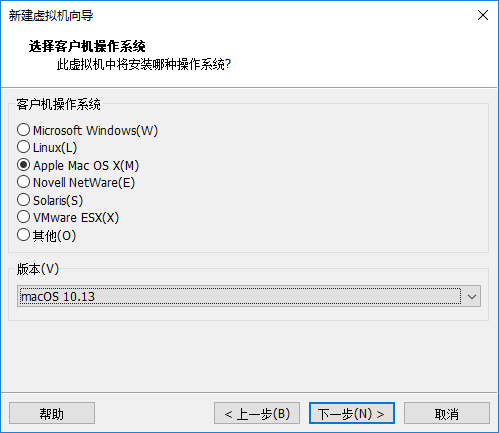 新建虚拟机向导
选择客户机操作系统
此虚拟机中将安装哪种操作系统?
客户机操作系统
Microsoft Windows(W)
Linux(L)
Apple Mac OS X(M)
Novell NetWare(E)
Solaris(S)
VMware ESX(X)
其他(O)
版本(V)
macOS 10.13
帮助
< 上一步(B)
下一步(N) >
取消